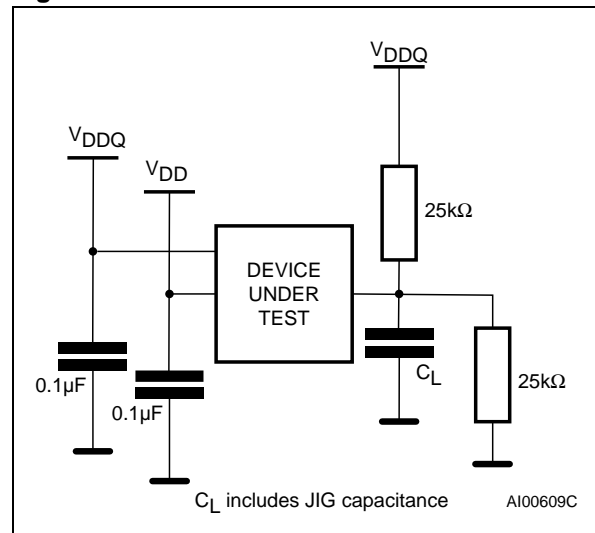 VDDQ
VDDQ
VDD
25kΩ
DEVICE
UNDER
TEST
0.1µF
0.1µF
CL
25kΩ
CL includes JIG capacitance
AI00609C